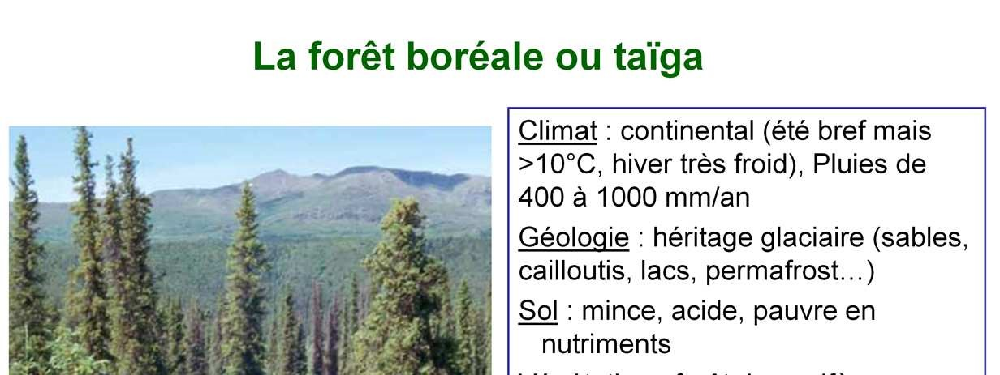 La forêt boréale ou taïga
Climat : continental (été bref mais
>10°C, hiver très froid), Pluies de
400 à 1000 mm/an
Géologie : héritage glaciaire (sables,
cailloutis, lacs, permafrost…)
Sol : mince, acide, pauvre en
nutriments